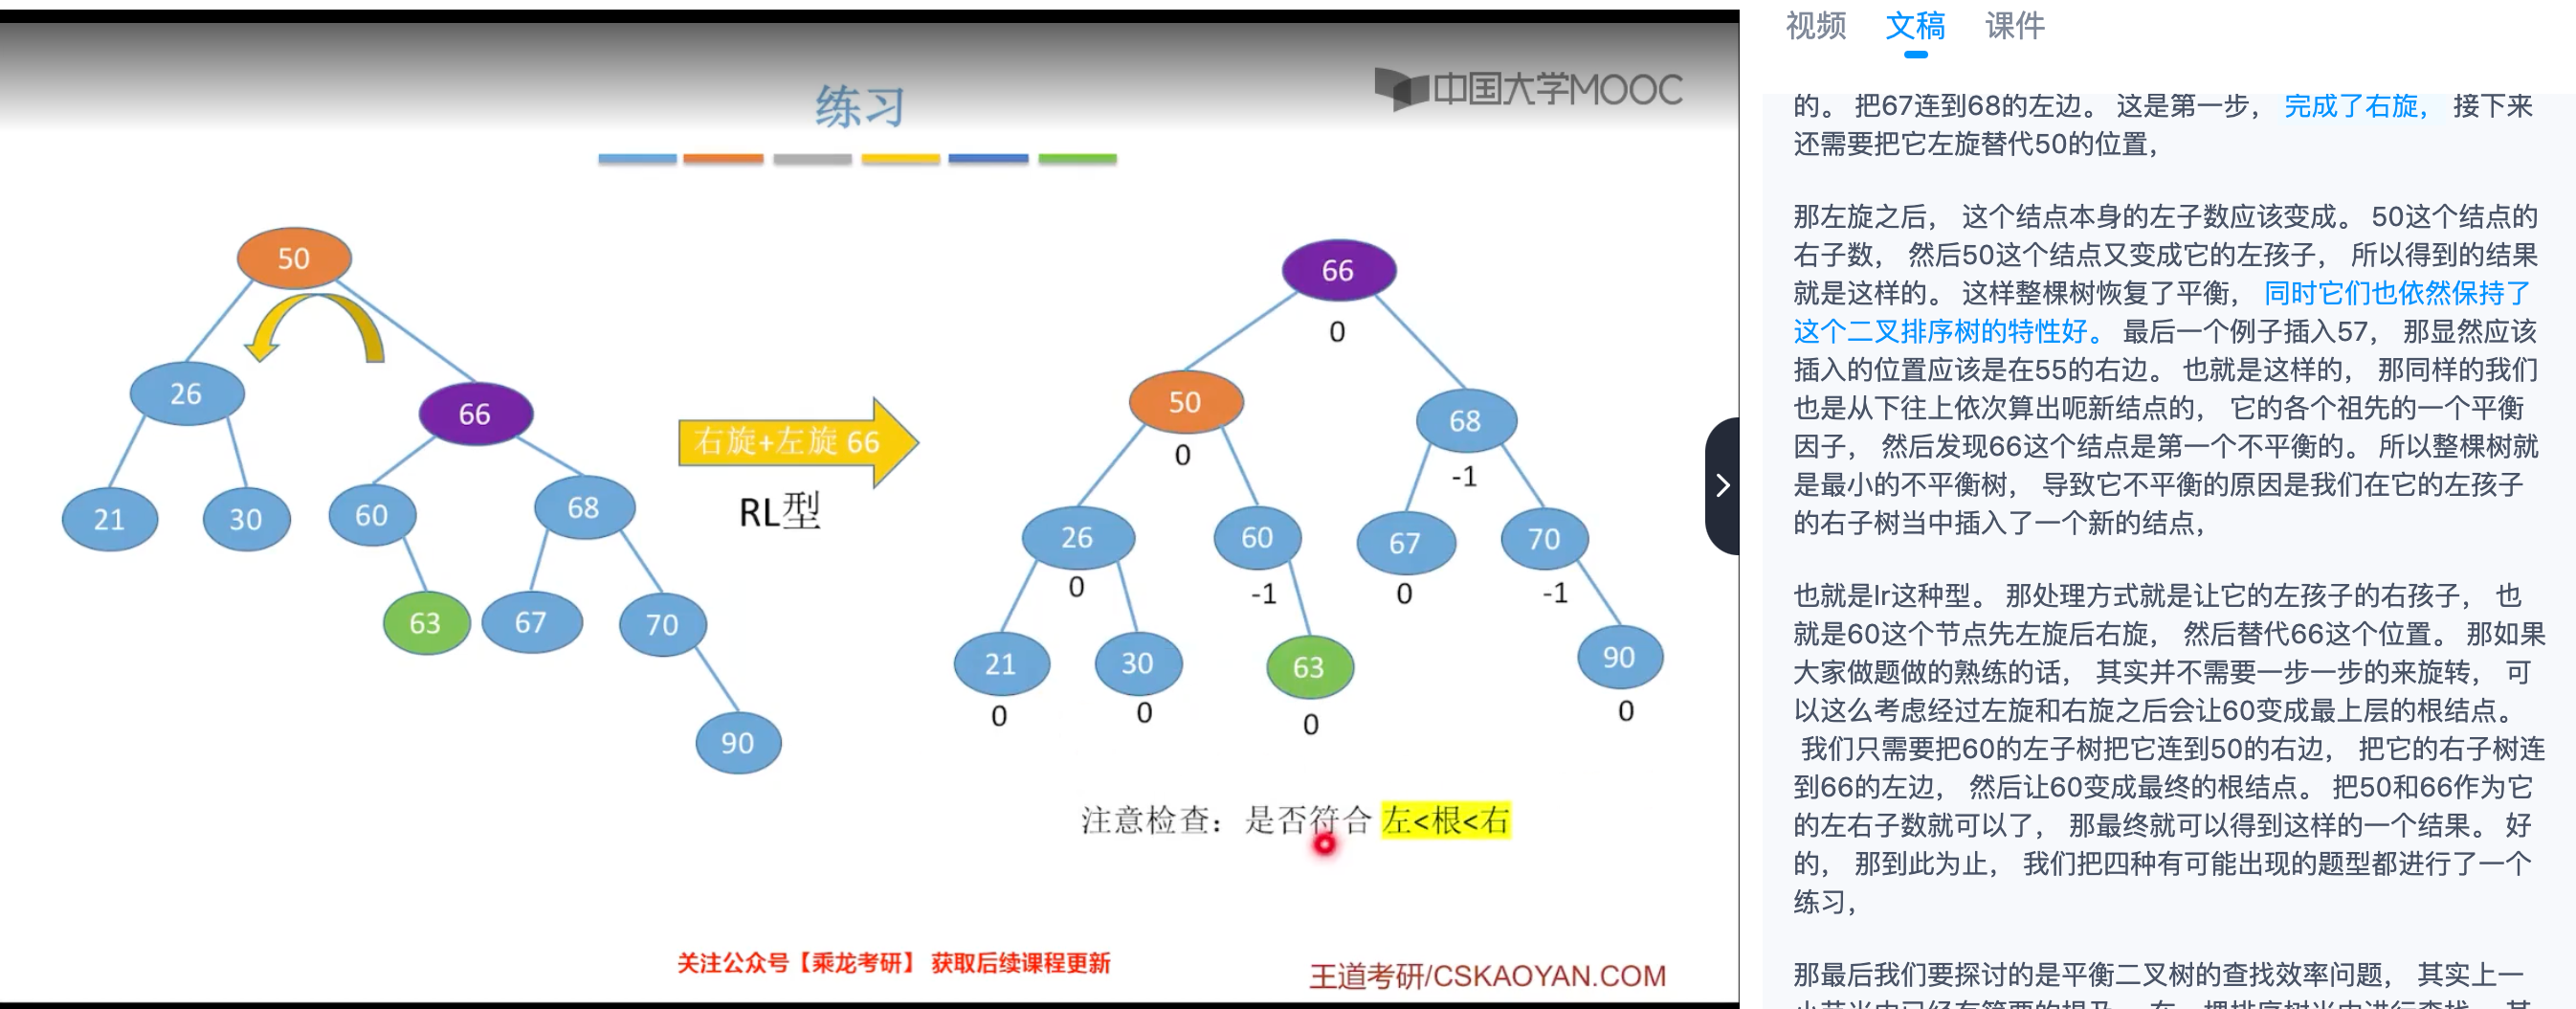 练习
中国大学MOOC
50
26
66
21
30
60
68
63
67
70
90
右旋+左旋 66
RL型
66
0
50
0
68
-1
26
0
60
-1
67
0
70
-1
21
0
30
0
63
0
90
0
注意检查：是否符合 左<根<右
关注公众号【乘龙考研】 获取后续课程更新
王道考研/CSKAOYAN.COM
视频 文稿 课件
的。 把67连到68的左边。 这是第一步， 完成了右旋， 接下来
还需要把它左旋替代50的位置，
那左旋之后， 这个结点本身的左子数应该变成。 50这个结点的
右子数， 然后50这个结点又变成它的左孩子， 所以得到的结果
就是这样的。 这样整棵树恢复了平衡， 同时它们也依然保持了
这个二叉排序树的特性好。 最后一个例子插入57， 那显然应该
插入的位置应该是在55的右边。 也就是这样的， 那同样的我们
也是从下往上依次算出呃新结点的， 它的各个祖先的一个平衡
因子， 然后发现66这个结点是第一个不平衡的。 所以整棵树就
是最小的不平衡树， 导致它不平衡的原因是我们在它的左孩子
的右子树当中插入了一个新的结点，
也就是lr这种型。 那处理方式就是让它的左孩子的右孩子， 也
就是60这个节点先左旋后右旋， 然后替代66这个位置。 那如果
大家做题做的熟练的话， 其实并不需要一步一步的来旋转， 可
以这么考虑经过左旋和右旋之后会让60变成最上层的根结点。
我们只需要把60的左子树把它连到50的右边， 把它的右子树连
到66的左边， 然后让60变成最终的根结点。 把50和66作为它
的左右子数就可以了， 那最终就可以得到这样的一个结果。 好
的， 那到此为止， 我们把四种有可能出现的题型都进行了一个
练习，
那最后我们要探讨的是平衡二叉树的查找效率问题， 其实上一